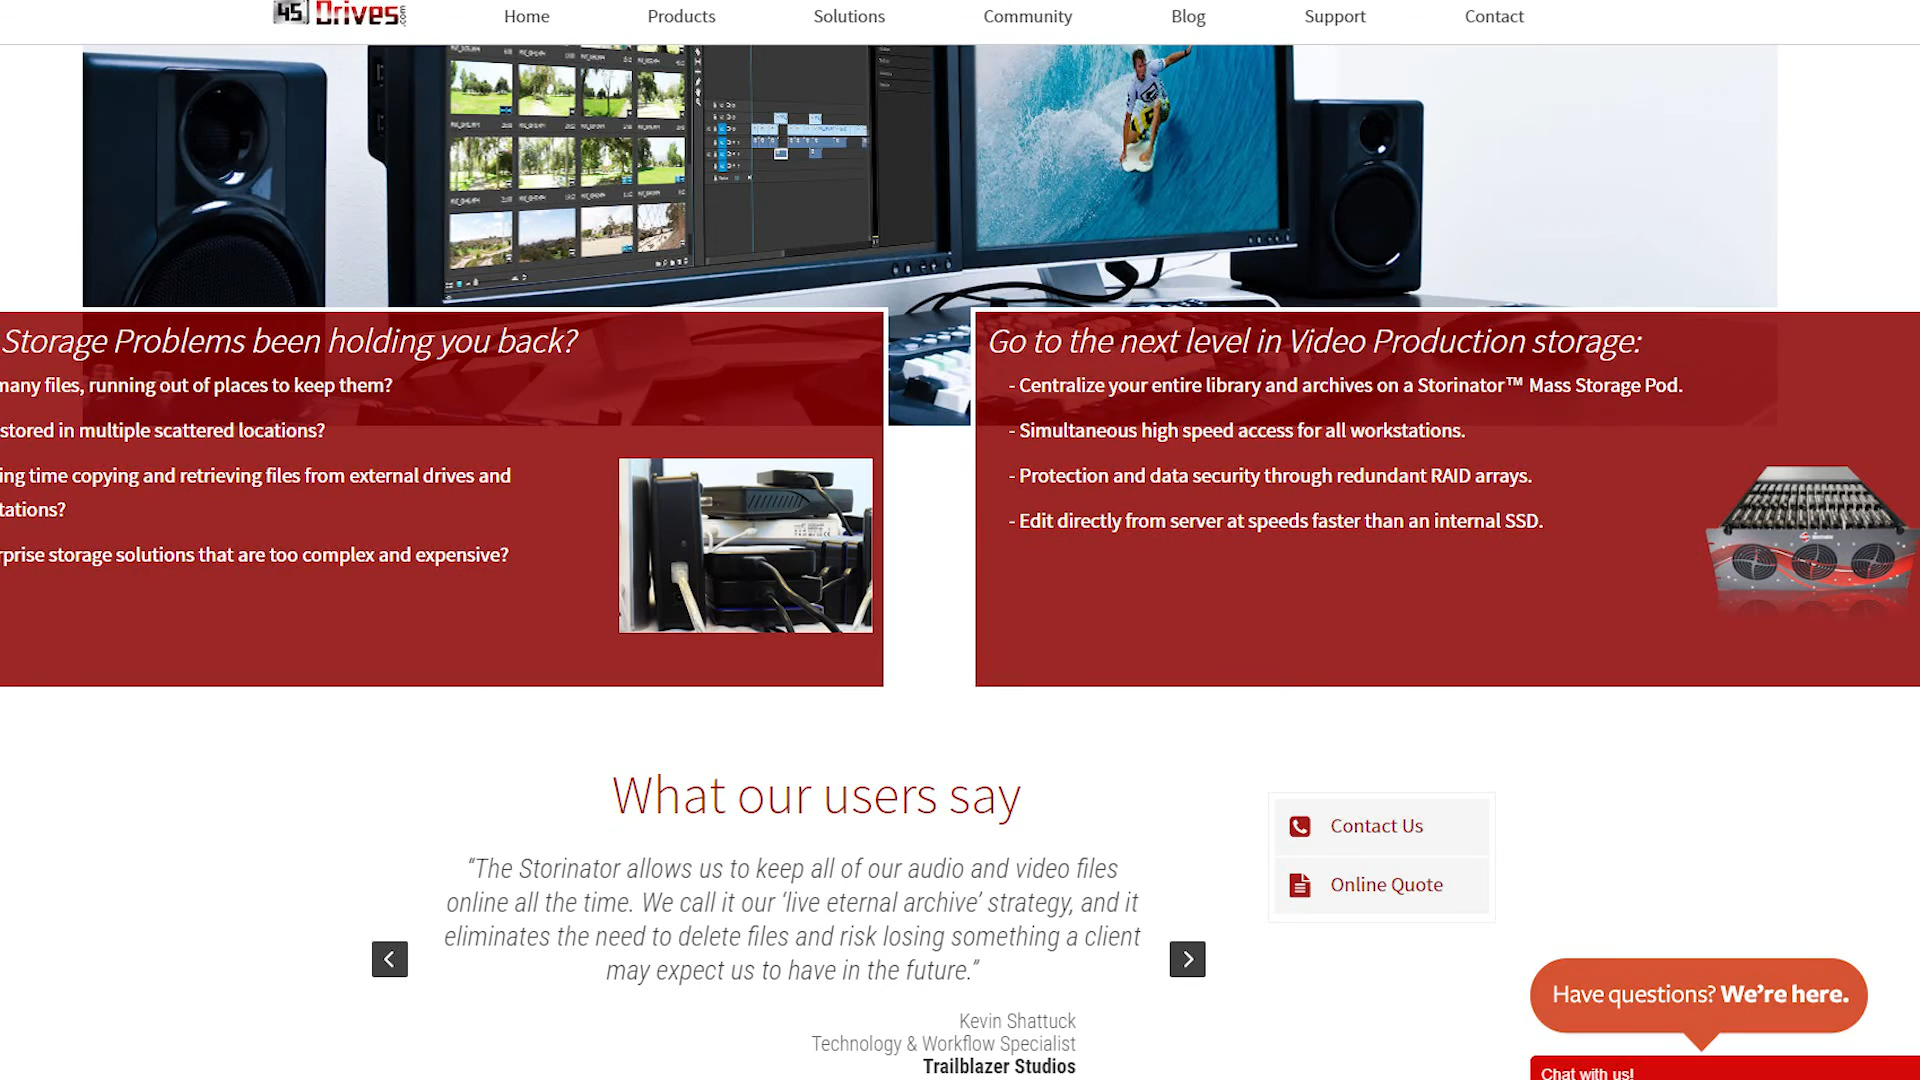 45 Drives.com
Home Products Solutions Community Blog Support Contact
Storage Problems been holding you back?
many files, running out of places to keep them?
stored in multiple scattered locations?
ing time copying and retrieving files from external drives and
tations?
rprise storage solutions that are too complex and expensive?
Go to the next level in Video Production storage:
- Centralize your entire library and archives on a Storinator™ Mass Storage Pod.
- Simultaneous high speed access for all workstations.
- Protection and data security through redundant RAID arrays.
- Edit directly from server at speeds faster than an internal SSD.
What our users say
“The Storinator allows us to keep all of our audio and video files
online all the time. We call it our ‘live eternal archive’ strategy, and it
eliminates the need to delete files and risk losing something a client
may expect us to have in the future.”
Kevin Shattuck
Technology & Workflow Specialist
Trailblazer Studios
Contact Us
Online Quote
Have questions? We’re here.
Chat with us!